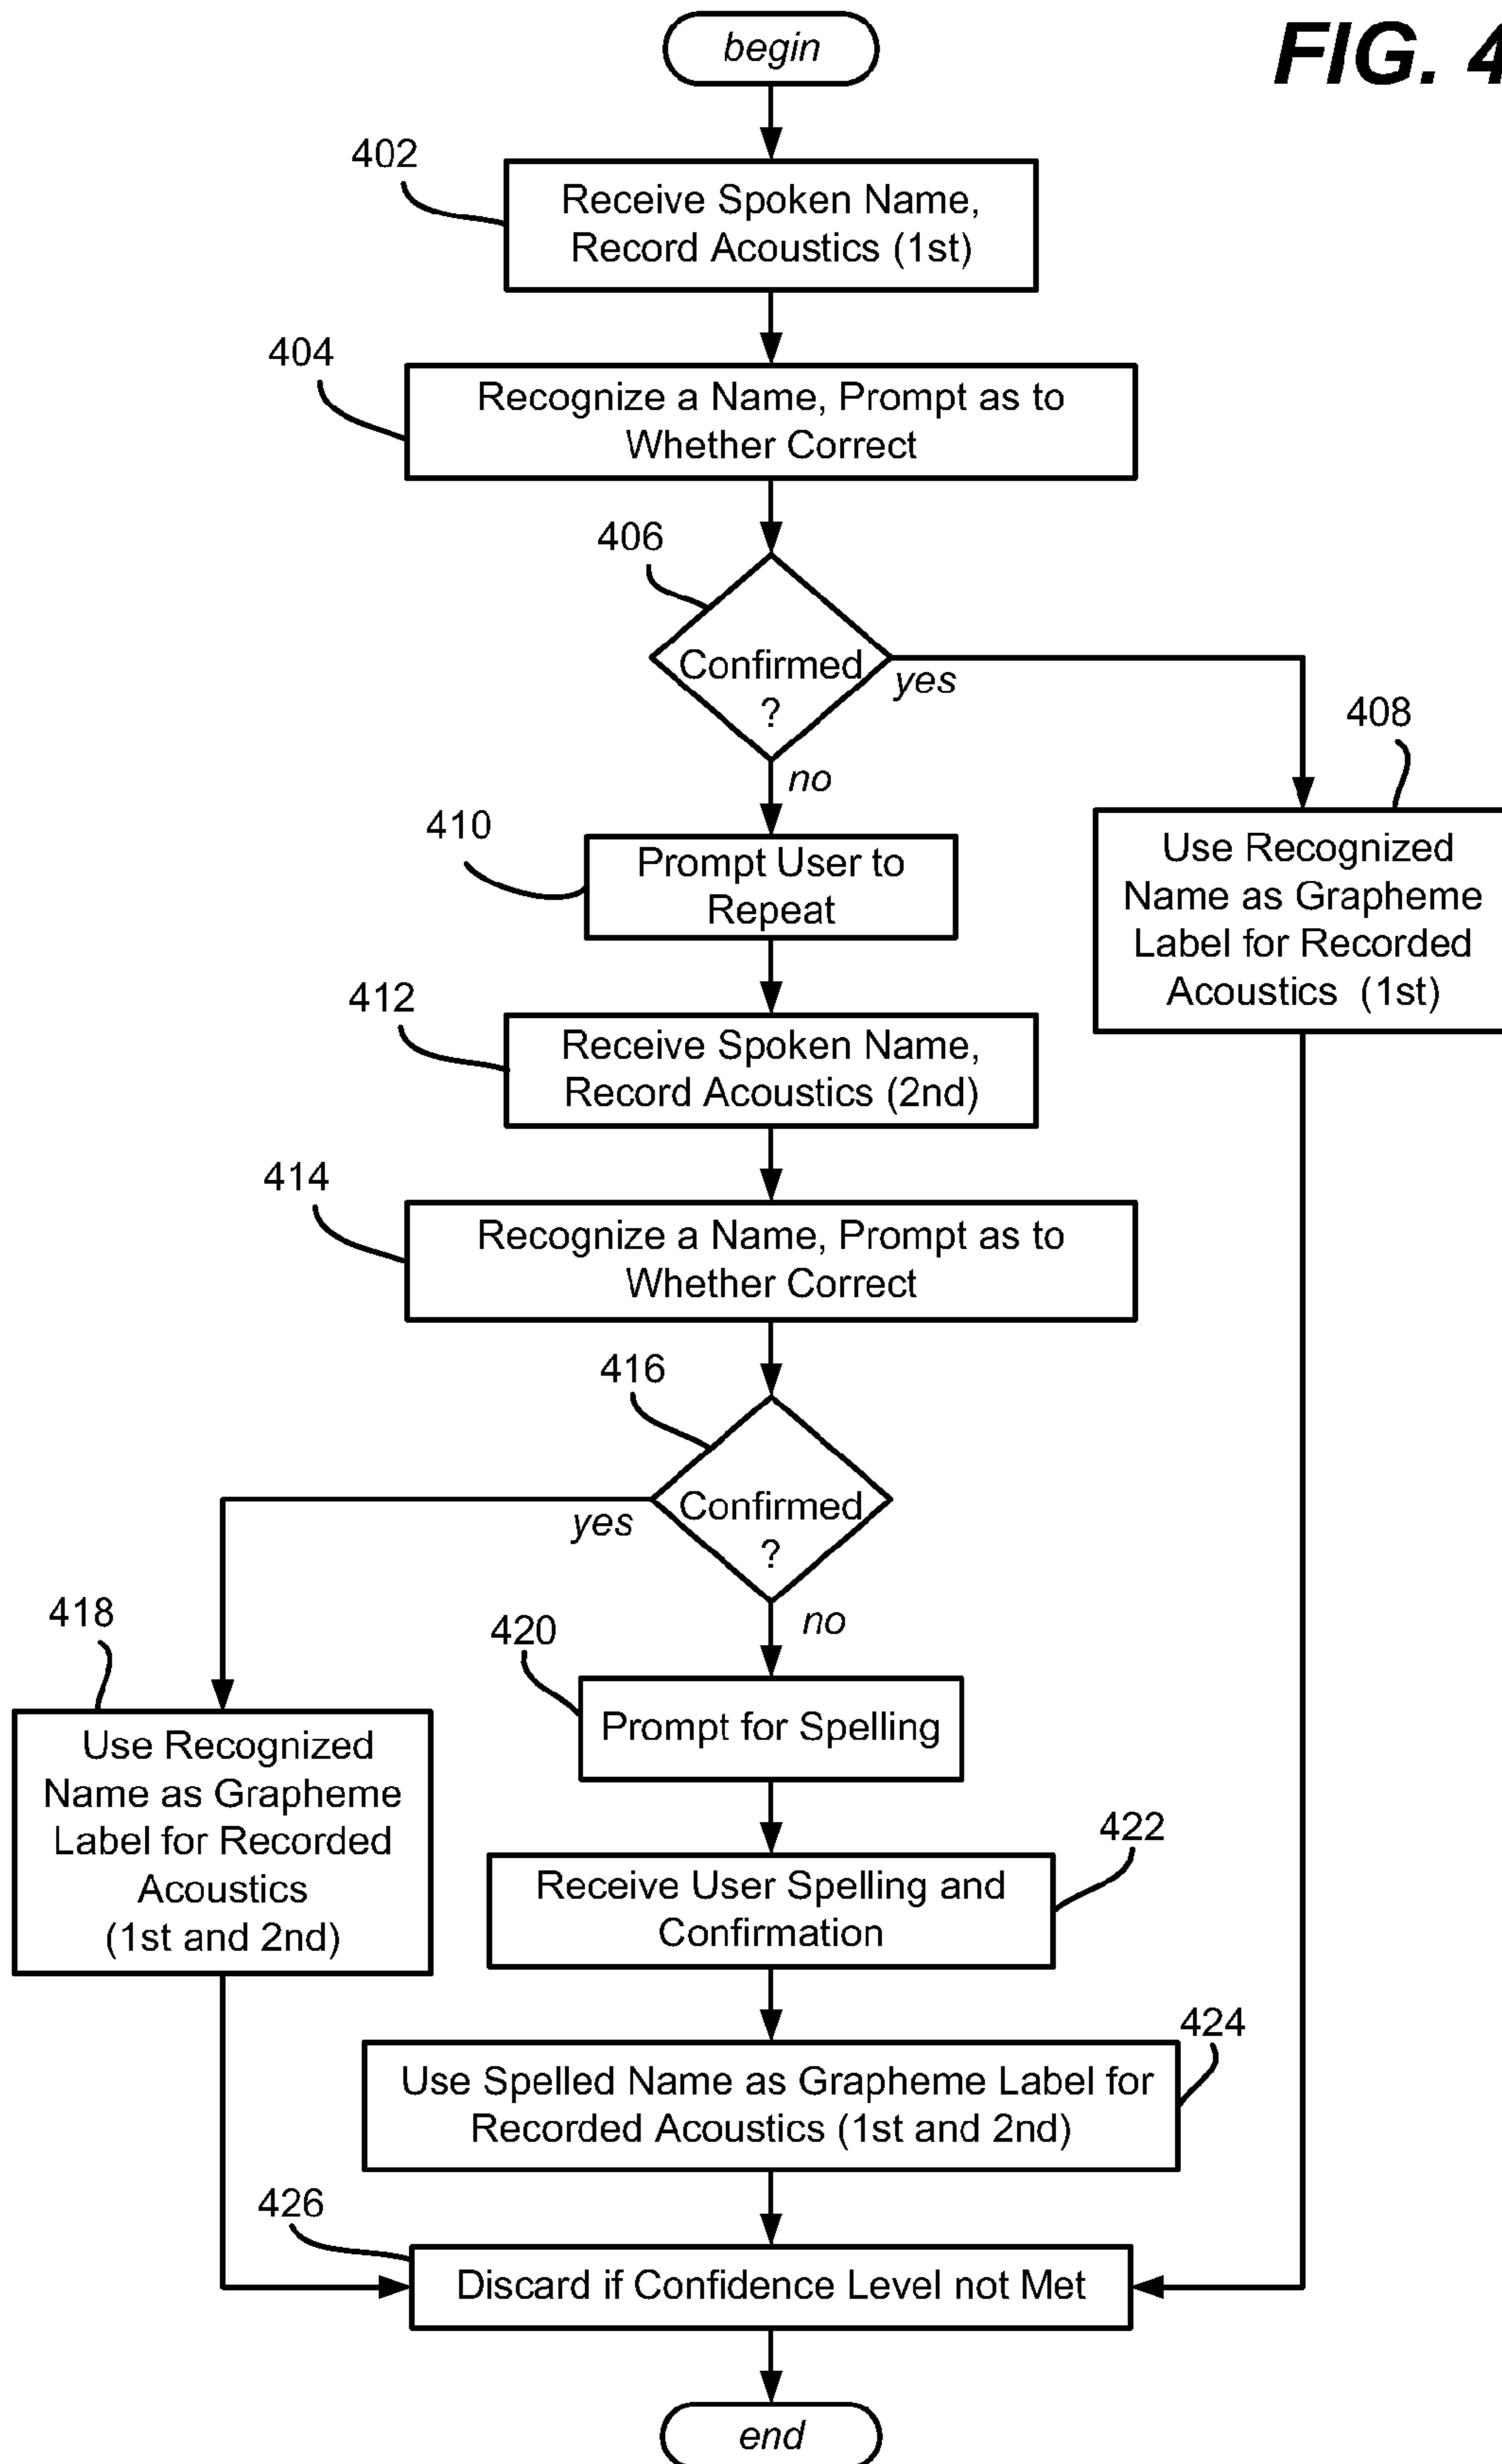 FIG. 4
begin
402
Receive Spoken Name,
Record Acoustics (1st)
404
Recognize a Name, Prompt as to
Whether Correct
406
Confirmed
?
yes
no
408
Use Recognized
Name as Grapheme
Label for Recorded
Acoustics (1st)
410
Prompt User to
Repeat
412
Receive Spoken Name,
Record Acoustics (2nd)
414
Recognize a Name, Prompt as to
Whether Correct
416
Confirmed
?
yes
no
418
Use Recognized
Name as Grapheme
Label for Recorded
Acoustics
(1st and 2nd)
420
Prompt for Spelling
422
Receive User Spelling and
Confirmation
424
Use Spelled Name as Grapheme Label for
Recorded Acoustics (1st and 2nd)
426
Discard if Confidence Level not Met
end